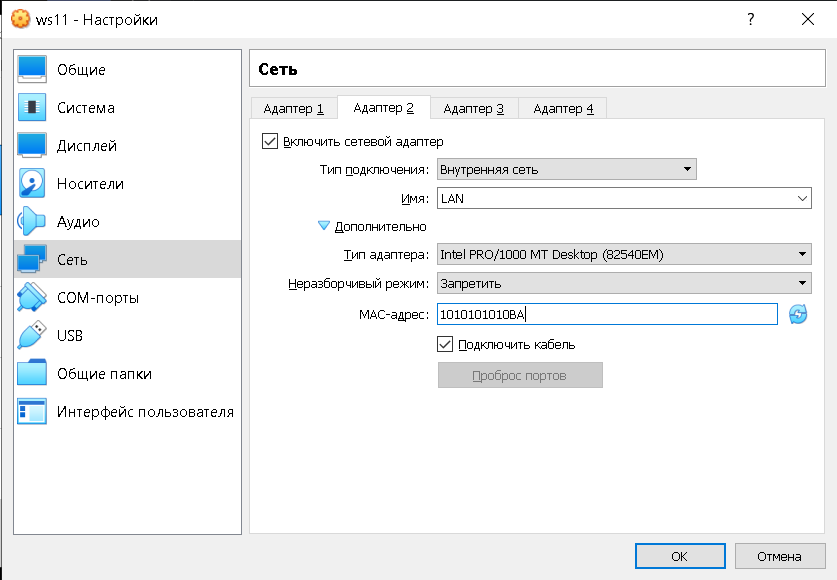 ws11 - Настройки
?
Общие
Система
Дисплей
Носители
Аудио
Сеть
COM-порты
USB
Общие папки
Интерфейс пользователя
Сеть
Адаптер 1 Адаптер 2 Адаптер 3 Адаптер 4
Включить сетевой адаптер
Тип подключения: Внутренняя сеть
Имя: LAN
Дополнительно
Тип адаптера: Intel PRO/1000 MT Desktop (82540EM)
Неразборчивый режим: Запретить
MAC-адрес: 1010101010BA
Подключить кабель
Проброс портов
OK Отмена